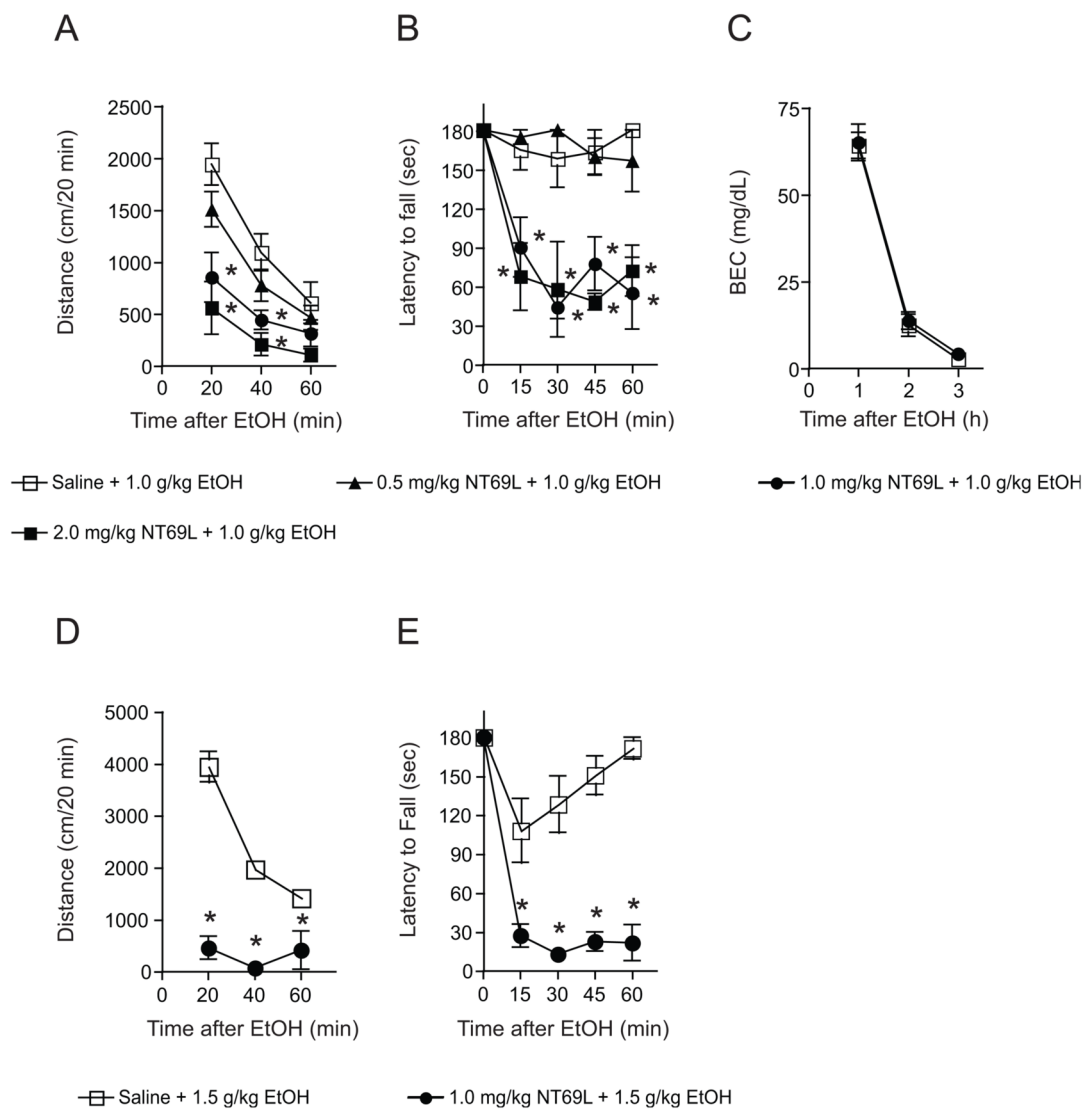 A
B
C
Distance (cm/20 min)
2500
2000
1500
1000
500
0
*
*
*
*
0 20 40 60
Time after EtOH (min)
Latency to fall (sec)
180
150
120
90
60
30
0
*
*
*
*
*
*
*
*
0 15 30 45 60
Time after EtOH (min)
BEC (mg/dL)
75
50
25
0
0 1 2 3
Time after EtOH (h)
Saline + 1.0 g/kg EtOH
0.5 mg/kg NT69L + 1.0 g/kg EtOH
1.0 mg/kg NT69L + 1.0 g/kg EtOH
2.0 mg/kg NT69L + 1.0 g/kg EtOH
D
E
Distance (cm/20 min)
5000
4000
3000
2000
1000
0
* * *
0 20 40 60
Time after EtOH (min)
Latency to Fall (sec)
180
150
120
90
60
30
0
* * * *
0 15 30 45 60
Time after EtOH (min)
Saline + 1.5 g/kg EtOH
1.0 mg/kg NT69L + 1.5 g/kg EtOH